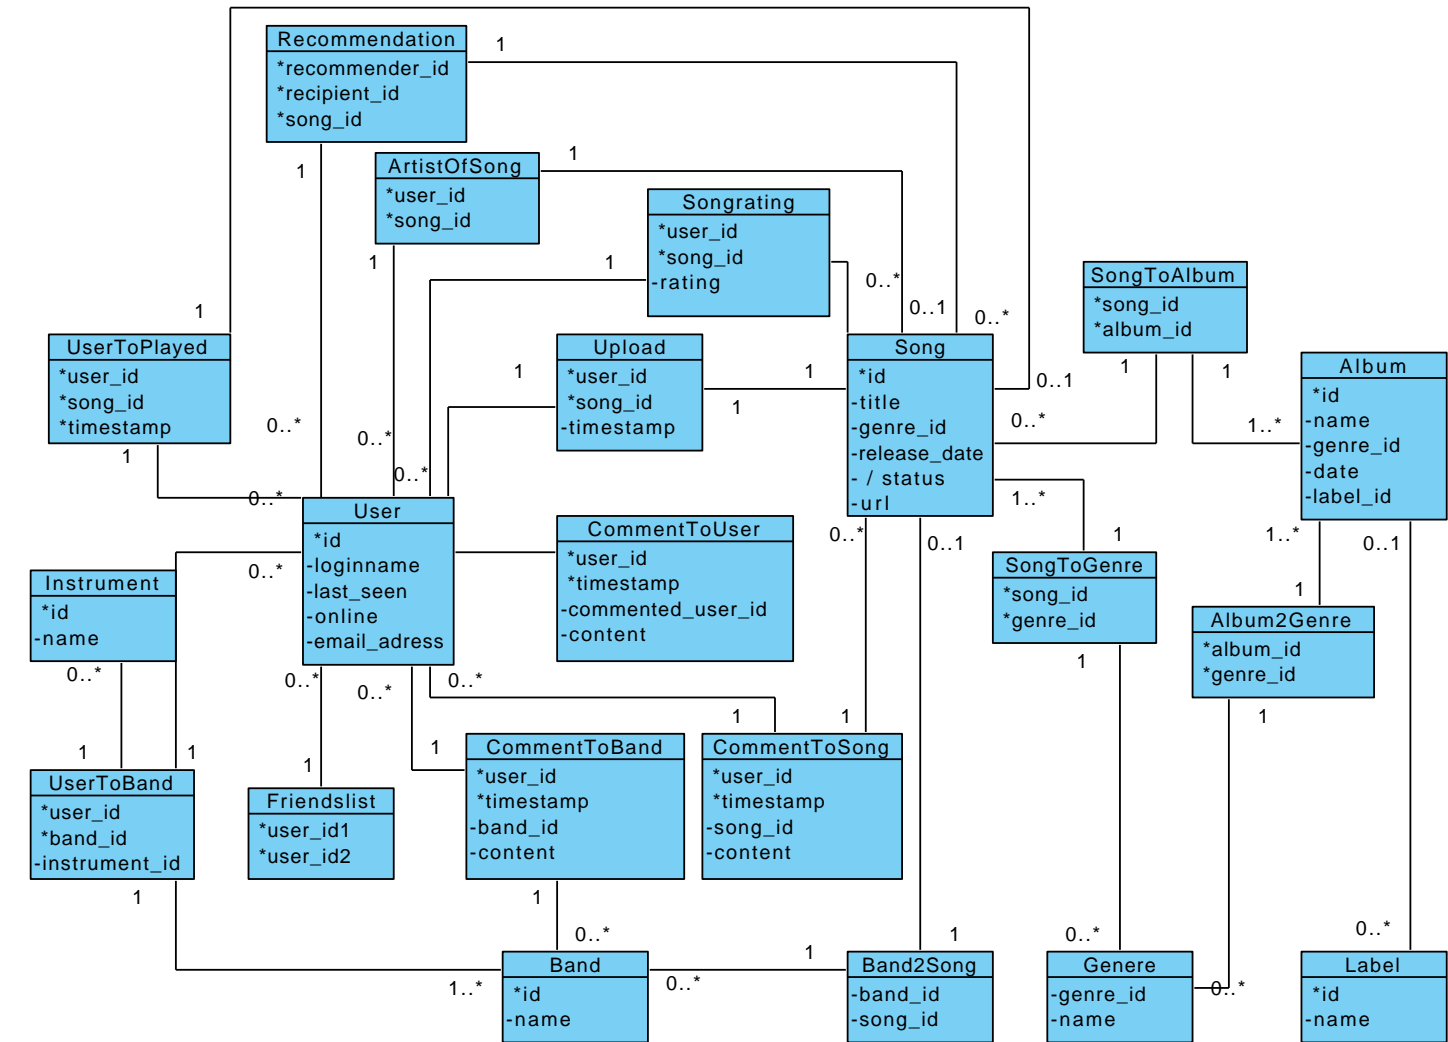 Recommendation
*recommender_id
*recipient_id
*song_id
1
1
ArtistOfSong
*user_id
*song_id
1
1
Songrating
*user_id
*song_id
-rating
1
0..*
0..1
0..*
SongToAlbum
*song_id
*album_id
1
1
UserToPlayed
*user_id
*song_id
*timestamp
1
1
0..*
0..*
0..*
0..*
Upload
*user_id
*song_id
-timestamp
1
1
1
Song
*id
-title
-genre_id
-release_date
- / status
-url
0..1
0..*
1..*
0..*
0..1
Album
*id
-name
-genre_id
-date
-label_id
1..*
1..*
0..1
User
*id
-loginname
-last_seen
-online
-email_adress
0..*
0..*
0..*
0..*
CommentToUser
*user_id
*timestamp
-commented_user_id
-content
SongToGenre
*song_id
*genre_id
1
1
Album2Genre
*album_id
*genre_id
1
1
Instrument
*id
-name
0..*
UserToBand
*user_id
*band_id
-instrument_id
1
1
1
Friendslist
*user_id1
*user_id2
1
CommentToBand
*user_id
*timestamp
-band_id
-content
1
1
CommentToSong
*user_id
*timestamp
-song_id
-content
1
1
Band
*id
-name
1..*
0..*
0..*
Band2Song
-band_id
-song_id
1
1
Genere
-genre_id
-name
0..*
0..*
Label
*id
-name
0..*